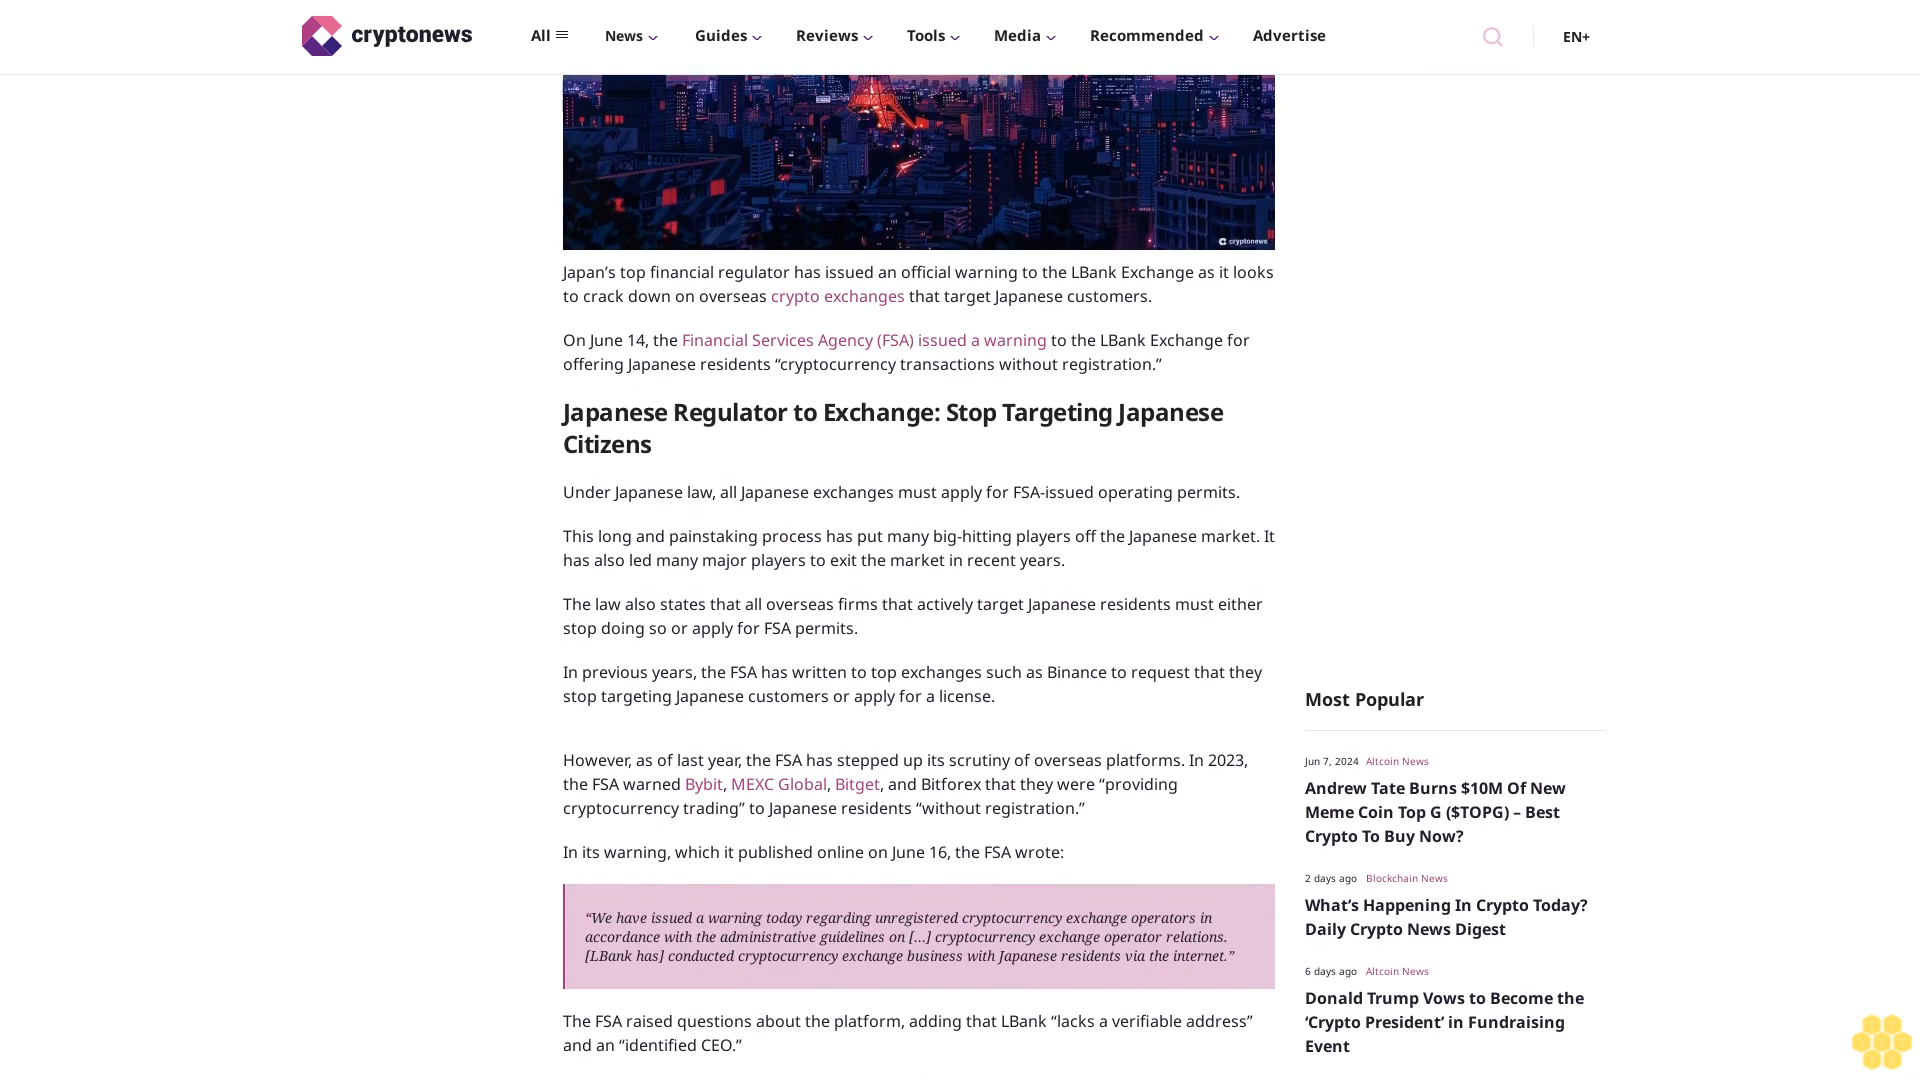 cryptonews
All
News
Guides
Reviews
Tools
Media
Recommended
Advertise
EN+
cryptonews
Japan’s top financial regulator has issued an official warning to the LBank Exchange as it looks
to crack down on overseas crypto exchanges that target Japanese customers.
On June 14, the Financial Services Agency (FSA) issued a warning to the LBank Exchange for
offering Japanese residents “cryptocurrency transactions without registration.”
Japanese Regulator to Exchange: Stop Targeting Japanese
Citizens
Under Japanese law, all Japanese exchanges must apply for FSA-issued operating permits.
This long and painstaking process has put many big-hitting players off the Japanese market. It
has also led many major players to exit the market in recent years.
The law also states that all overseas firms that actively target Japanese residents must either
stop doing so or apply for FSA permits.
In previous years, the FSA has written to top exchanges such as Binance to request that they
stop targeting Japanese customers or apply for a license.
However, as of last year, the FSA has stepped up its scrutiny of overseas platforms. In 2023,
the FSA warned Bybit, MEXC Global, Bitget, and Bitforex that they were “providing
cryptocurrency trading” to Japanese residents “without registration.”
In its warning, which it published online on June 16, the FSA wrote:
“We have issued a warning today regarding unregistered cryptocurrency exchange operators in
accordance with the administrative guidelines on […] cryptocurrency exchange operator relations.
[LBank has] conducted cryptocurrency exchange business with Japanese residents via the internet.”
The FSA raised questions about the platform, adding that LBank “lacks a verifiable address”
and an “identified CEO.”
Most Popular
Jun 7, 2024 Altcoin News
Andrew Tate Burns $10M Of New
Meme Coin Top G ($TOPG) – Best
Crypto To Buy Now?
2 days ago Blockchain News
What’s Happening In Crypto Today?
Daily Crypto News Digest
6 days ago Altcoin News
Donald Trump Vows to Become the
‘Crypto President’ in Fundraising
Event